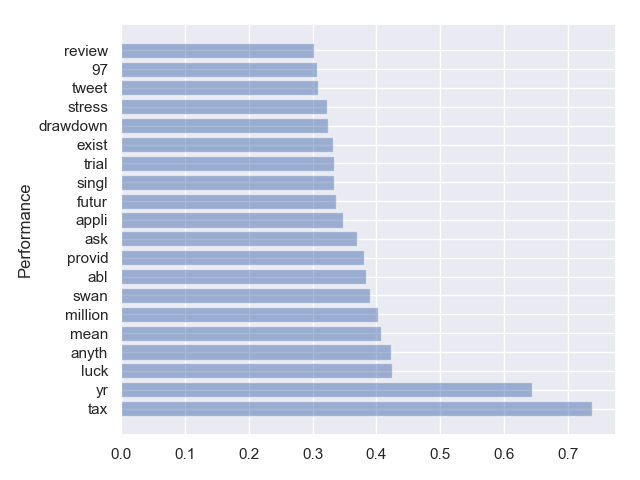 review
97
tweet
stress
drawdown
exist
trial
singl
futur
appli
ask
provid
abl
swan
million
mean
anyth
luck
yr
tax
Performance
0.0 0.1 0.2 0.3 0.4 0.5 0.6 0.7